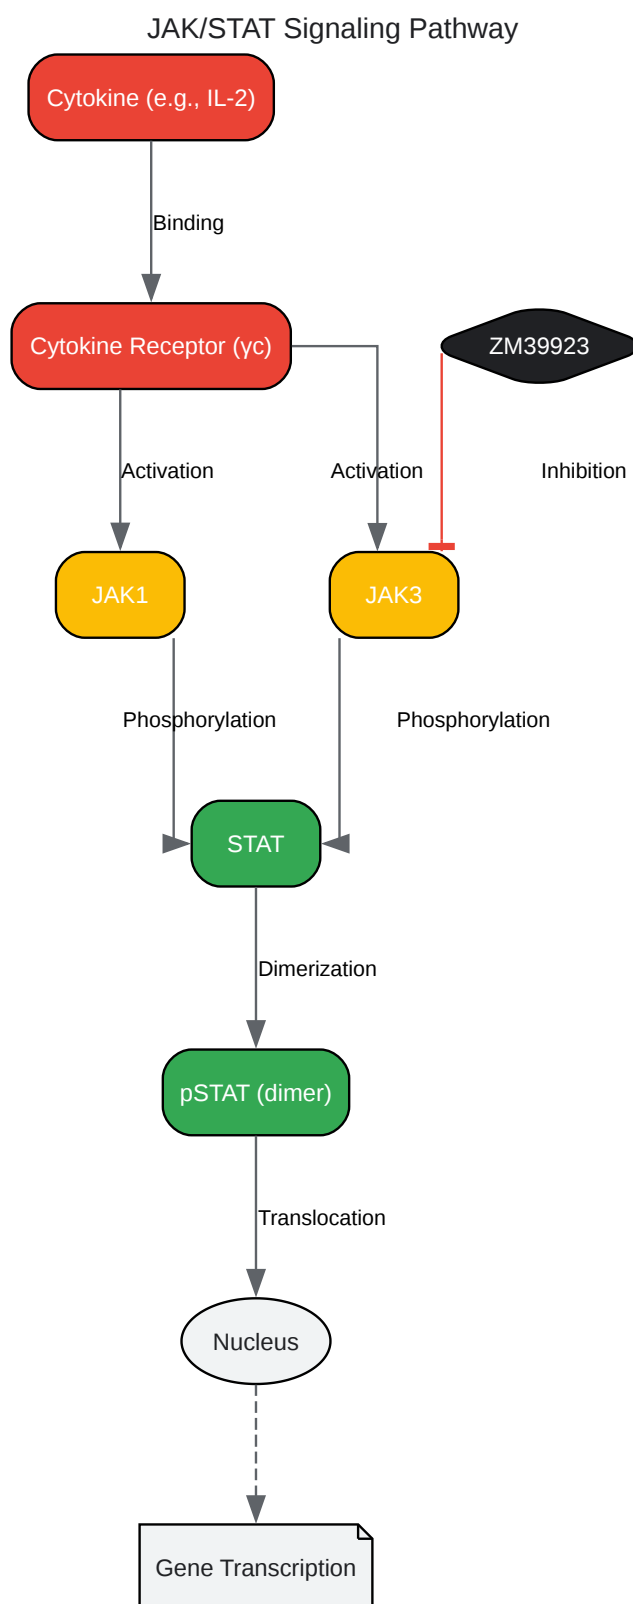 JAK/STAT Signaling Pathway
Cytokine (e.g., IL-2)
Binding
Cytokine Receptor (γc)
ZM39923
Activation
Activation
Inhibition
JAK1
JAK3
Phosphorylation
Phosphorylation
STAT
Dimerization
pSTAT (dimer)
Translocation
Nucleus
Gene Transcription